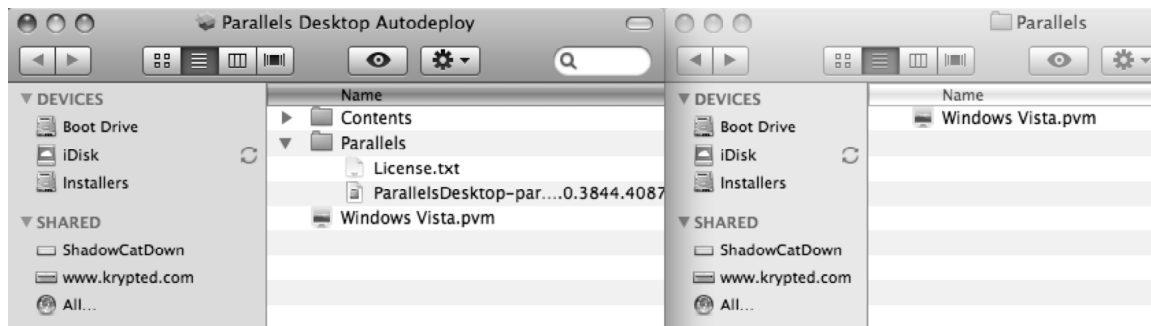 Parallels Desktop Autodeploy
DEVICES
Boot Drive
iDisk
Installers
SHARED
ShadowCatDown
www.krypted.com
All...
Name
Contents
Parallels
License.txt
ParallelsDesktop-par....0.3844.4087
Windows Vista.pvm
Parallels
DEVICES
Boot Drive
iDisk
Installers
SHARED
ShadowCatDown
www.krypted.com
All...
Name
Windows Vista.pvm